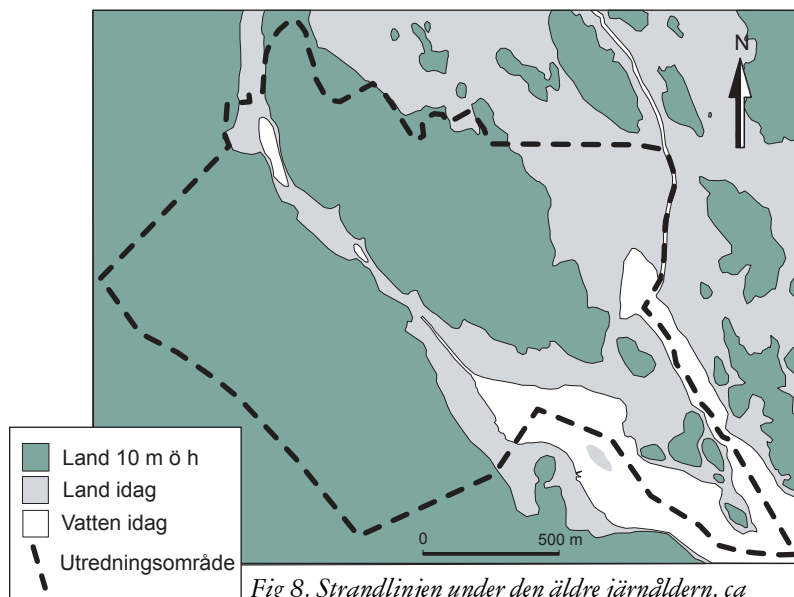 N
Land 10 m ö h
Land idag
Vatten idag
Utredningsområde
0 500 m
Fig 8. Strandlinjen under den äldre järnåldern, ca